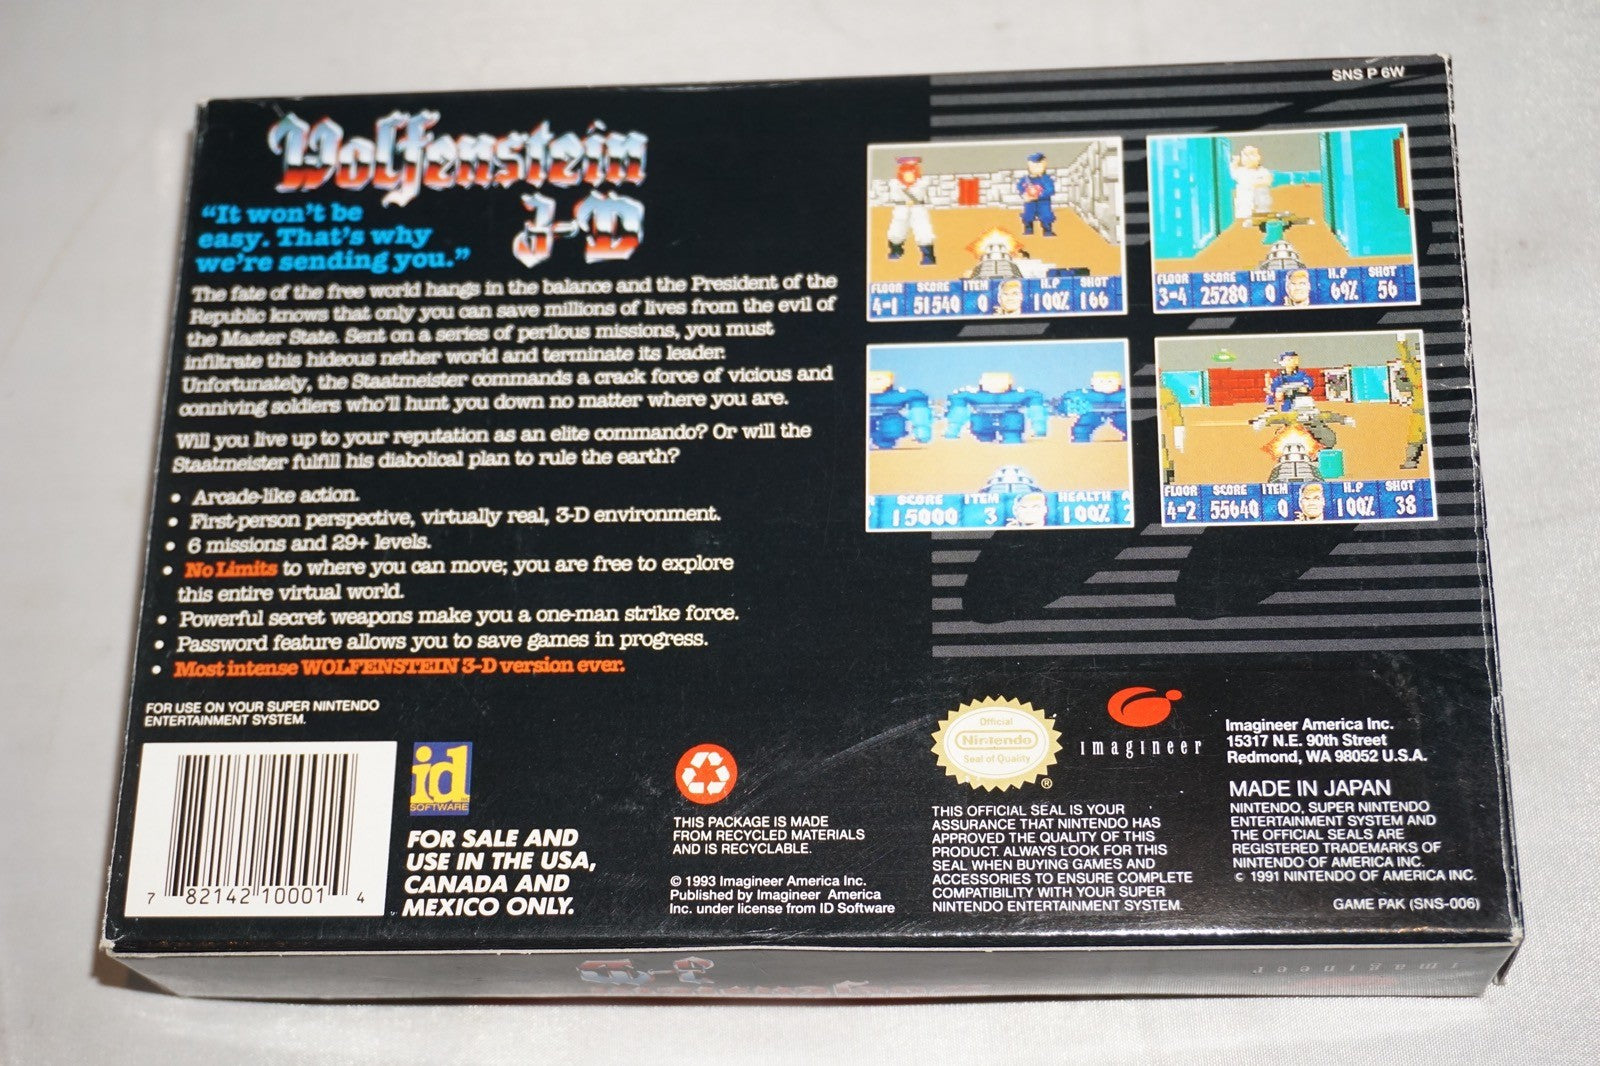 SNS P 6W
Wolfenstein
3-D
“It won’t be
easy. That’s why
we’re sending you.”
The fate of the free world hangs in the balance and the President of the
Republic knows that only you can save millions of lives from the evil of
the Master State. Sent on a series of perilous missions, you must
infiltrate this hideous nether world and terminate its leader.
Unfortunately, the Staatmeister commands a crack force of vicious and
conniving soldiers who’ll hunt you down no matter where you are.
Will you live up to your reputation as an elite commando? Or will the
Staatmeister fulfill his diabolical plan to rule the earth?
• Arcade-like action.
• First-person perspective, virtually real, 3-D environment.
• 6 missions and 29+ levels.
• No Limits to where you can move; you are free to explore
this entire virtual world.
• Powerful secret weapons make you a one-man strike force.
• Password feature allows you to save games in progress.
• Most intense WOLFENSTEIN 3-D version ever.
FLOOR SCORE ITEM H.P SHOT
4-1 51540 0 100% 166
FLOOR SCORE ITEM H.P SHOT
3-4 25280 0 69% 56
R SCORE ITEM HEALTH A
15000 3 100%
FLOOR SCORE ITEM H.P SHOT
4-2 55640 0 100% 38
FOR USE ON YOUR SUPER NINTENDO
ENTERTAINMENT SYSTEM.
7 82142 10001 4
id
SOFTWARE
FOR SALE AND
USE IN THE USA,
CANADA AND
MEXICO ONLY.
THIS PACKAGE IS MADE
FROM RECYCLED MATERIALS
AND IS RECYCLABLE.
© 1993 Imagineer America Inc.
Published by Imagineer America
Inc. under license from ID Software
Official
Nintendo
Seal of Quality
®
THIS OFFICIAL SEAL IS YOUR
ASSURANCE THAT NINTENDO HAS
APPROVED THE QUALITY OF THIS
PRODUCT. ALWAYS LOOK FOR THIS
SEAL WHEN BUYING GAMES AND
ACCESSORIES TO ENSURE COMPLETE
COMPATIBILITY WITH YOUR SUPER
NINTENDO ENTERTAINMENT SYSTEM.
imagineer
Imagineer America Inc.
15317 N.E. 90th Street
Redmond, WA 98052 U.S.A.
MADE IN JAPAN
NINTENDO, SUPER NINTENDO
ENTERTAINMENT SYSTEM AND
THE OFFICIAL SEALS ARE
REGISTERED TRADEMARKS OF
NINTENDO OF AMERICA INC.
© 1991 NINTENDO OF AMERICA INC.
GAME PAK (SNS-006)
3-D
imagineer